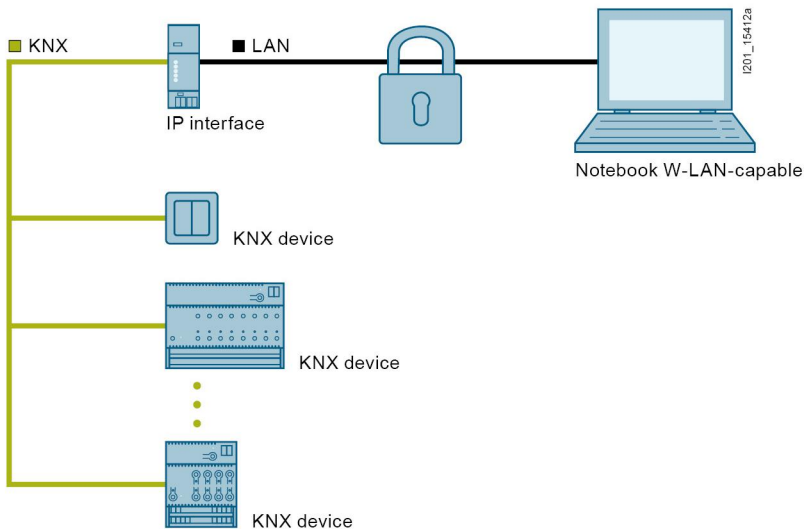 KNX
LAN
I201_15412a
IP interface
Notebook W-LAN-capable
KNX device
KNX device
KNX device